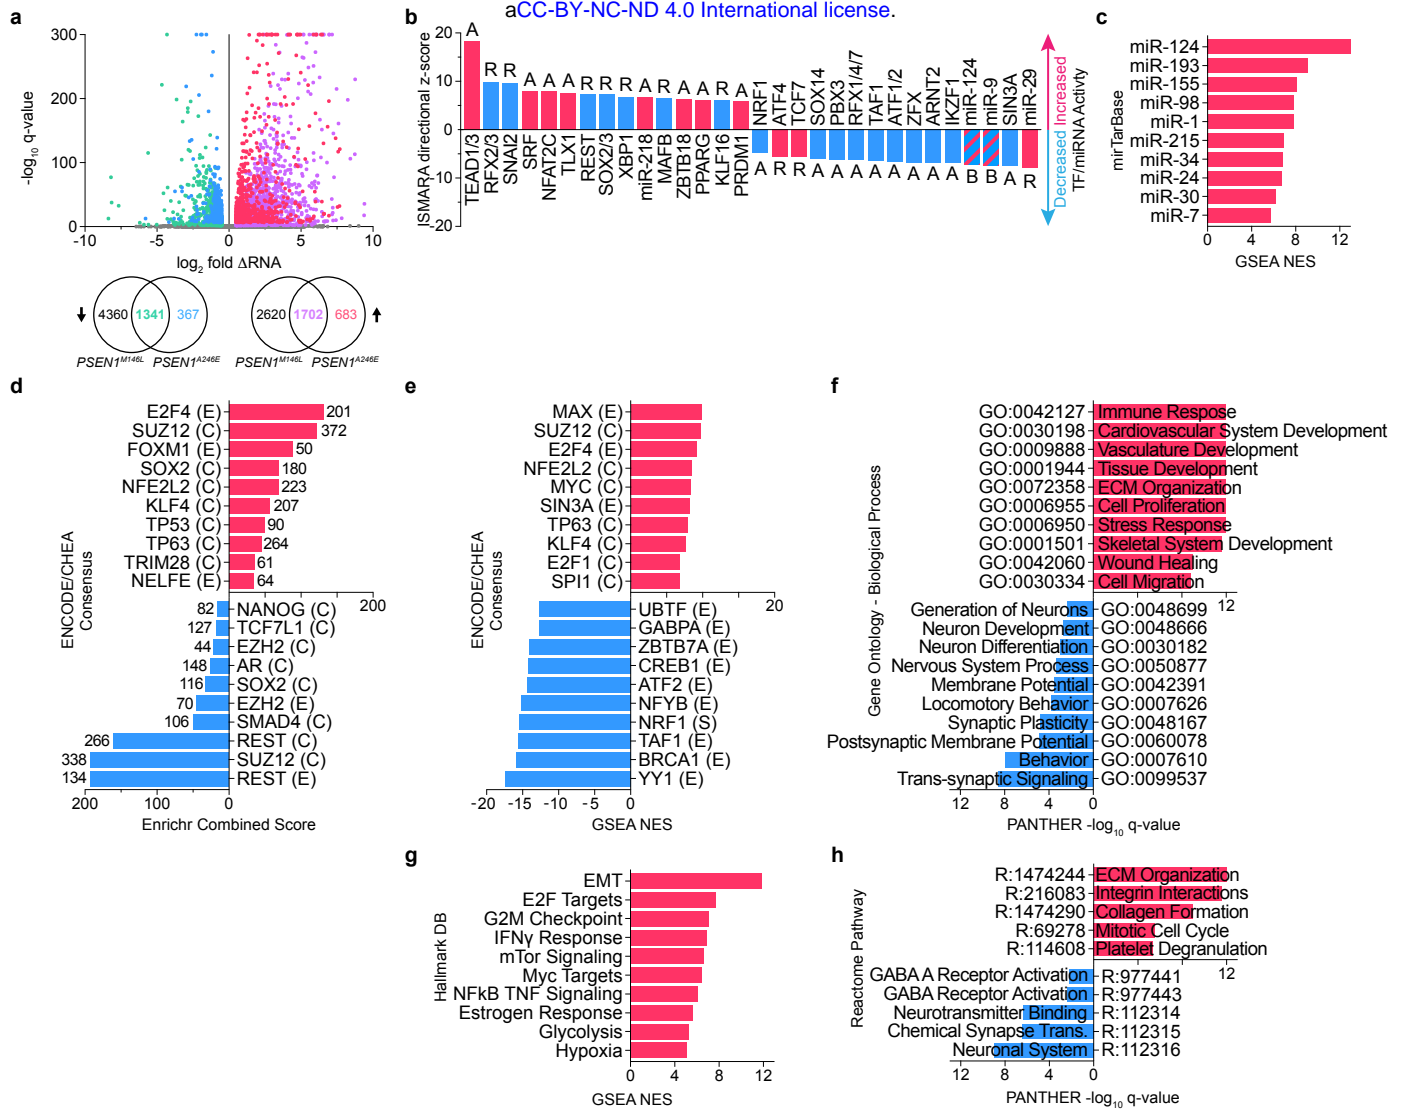 aCC-BY-NC-ND 4.0 International license.
a
300
200
100
0
-10
-5
0
5
10
-log10 q-value
log2 fold ΔRNA
4360
1341
367
PSEN1M146L
PSEN1A246E
2620
1702
683
PSEN1M146L
PSEN1A246E
b
ISMARA directional z-score
20
10
0
-10
-20
A
R
R
A
A
A
R
R
R
A
R
A
A
R
A
TEAD1/3
RFX2/3
SNAI2
SRF
NFAT2C
TLX1
REST
SOX2/3
XBP1
miR-218
MAFB
ZBTB18
PPARG
KLF16
PRDM1
NRF1
ATF4
TCF7
SOX14
PBX3
RFX1/4/7
TAF1
ATF1/2
ZFX
ARNT2
IKZF1
miR-124
miR-9
SIN3A
miR-29
A
R
R
A
A
A
A
A
A
A
A
B
B
A
R
Decreased Increased
TF/miRNA Activty
c
mirTarBase
miR-124
miR-193
miR-155
miR-98
miR-1
miR-215
miR-34
miR-24
miR-30
miR-7
0
4
8
12
GSEA NES
d
ENCODE/CHEA
Consensus
E2F4 (E) 201
SUZ12 (C) 372
FOXM1 (E) 50
SOX2 (C) 180
NFE2L2 (C) 223
KLF4 (C) 207
TP53 (C) 90
TP63 (C) 264
TRIM28 (C) 61
NELFE (E) 64
200
82 NANOG (C)
127 TCF7L1 (C)
44 EZH2 (C)
148 AR (C)
116 SOX2 (C)
70 EZH2 (E)
106 SMAD4 (C)
266 REST (C)
338 SUZ12 (C)
134 REST (E)
200
100
0
Enrichr Combined Score
e
ENCODE/CHEA
Consensus
MAX (E)
SUZ12 (C)
E2F4 (E)
NFE2L2 (C)
MYC (C)
SIN3A (E)
TP63 (C)
KLF4 (C)
E2F1 (C)
SPI1 (C)
20
UBTF (E)
GABPA (E)
ZBTB7A (E)
CREB1 (E)
ATF2 (E)
NFYB (E)
NRF1 (S)
TAF1 (E)
BRCA1 (E)
YY1 (E)
-20
-15
-10
-5
0
GSEA NES
f
Gene Ontology - Biological Process
GO:0042127 Immune Respose
GO:0030198 Cardiovascular System Development
GO:0009888 Vasculature Development
GO:0001944 Tissue Development
GO:0072358 ECM Organization
GO:0006955 Cell Proliferation
GO:0006950 Stress Response
GO:0001501 Skeletal System Development
GO:0042060 Wound Healing
GO:0030334 Cell Migration
12
Generation of Neurons GO:0048699
Neuron Development GO:0048666
Neuron Differentiation GO:0030182
Nervous System Process GO:0050877
Membrane Potential GO:0042391
Locomotory Behavior GO:0007626
Synaptic Plasticity GO:0048167
Postsynaptic Membrane Potential GO:0060078
Behavior GO:0007610
Trans-synaptic Signaling GO:0099537
12
8
4
0
PANTHER -log10 q-value
g
Hallmark DB
EMT
E2F Targets
G2M Checkpoint
IFNγ Response
mTor Signaling
Myc Targets
NFkB TNF Signaling
Estrogen Response
Glycolysis
Hypoxia
0
4
8
12
GSEA NES
h
Reactome Pathway
R:1474244 ECM Organization
R:216083 Integrin Interactions
R:1474290 Collagen Formation
R:69278 Mitotic Cell Cycle
R:114608 Platelet Degranulation
12
GABA A Receptor Activation R:977441
GABA Receptor Activation R:977443
Neurotransmitter Binding R:112314
Chemical Synapse Trans. R:112315
Neuronal System R:112316
12
8
4
0
PANTHER -log10 q-value